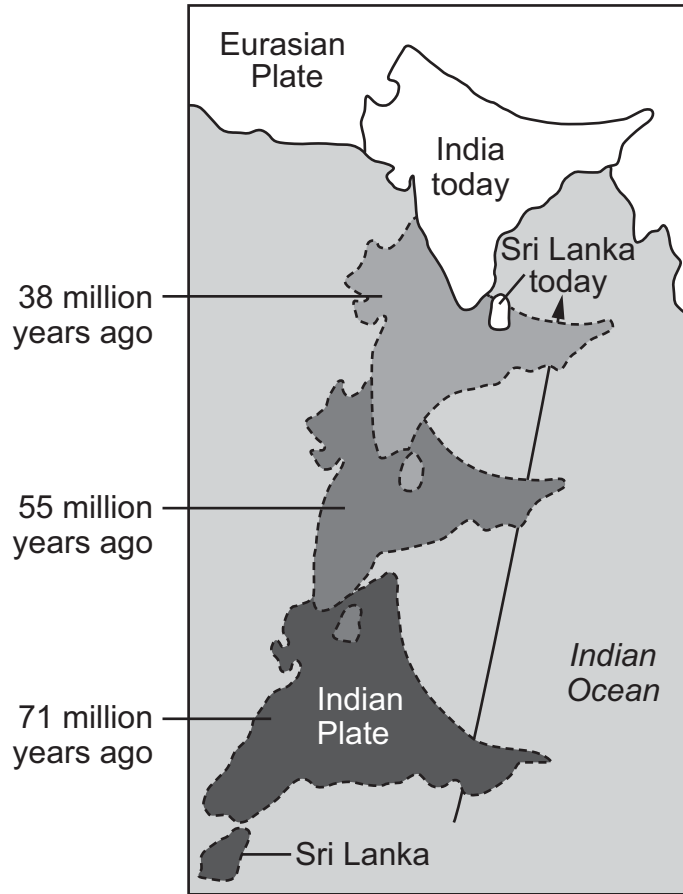 Eurasian
Plate
India
today
Sri Lanka
today
38 million
years ago
55 million
years ago
Indian
Ocean
71 million
years ago
Indian
Plate
Sri Lanka